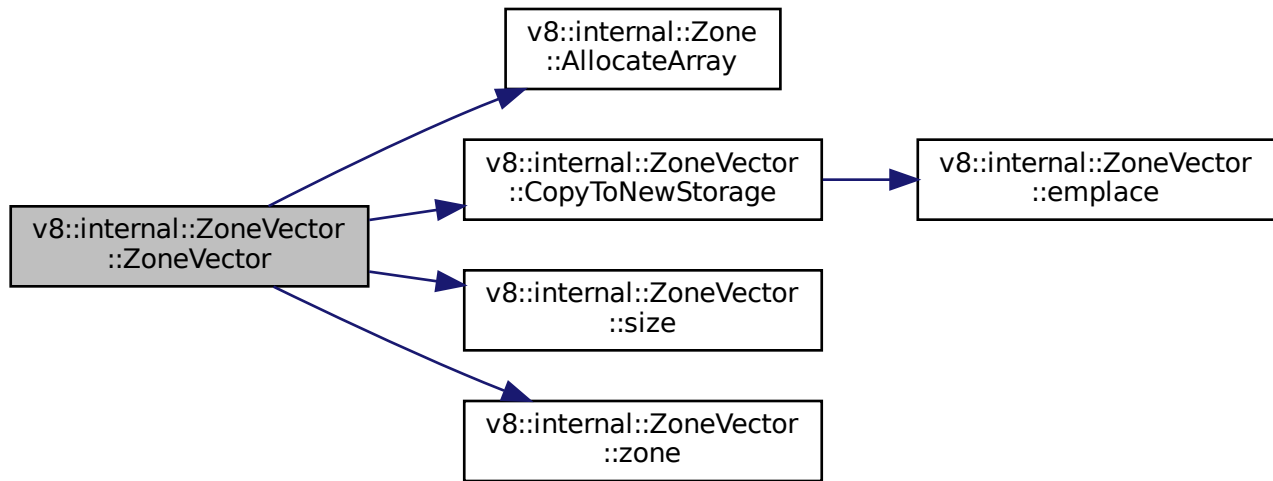 v8::internal::Zone
::AllocateArray
v8::internal::ZoneVector
::CopyToNewStorage
v8::internal::ZoneVector
::emplace
v8::internal::ZoneVector
::ZoneVector
v8::internal::ZoneVector
::size
v8::internal::ZoneVector
::zone